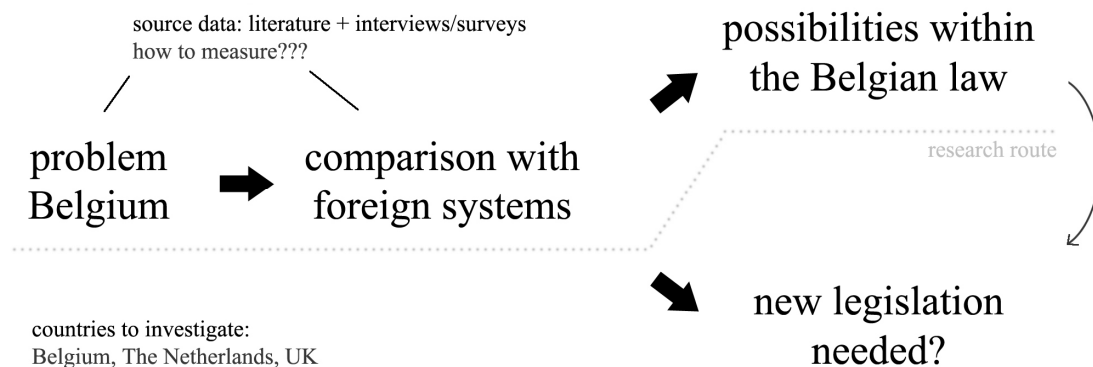 source data: literature + interviews/surveys
how to measure???
problem
Belgium
comparison with
foreign systems
possibilities within
the Belgian law
research route
new legislation
needed?
countries to investigate:
Belgium, The Netherlands, UK